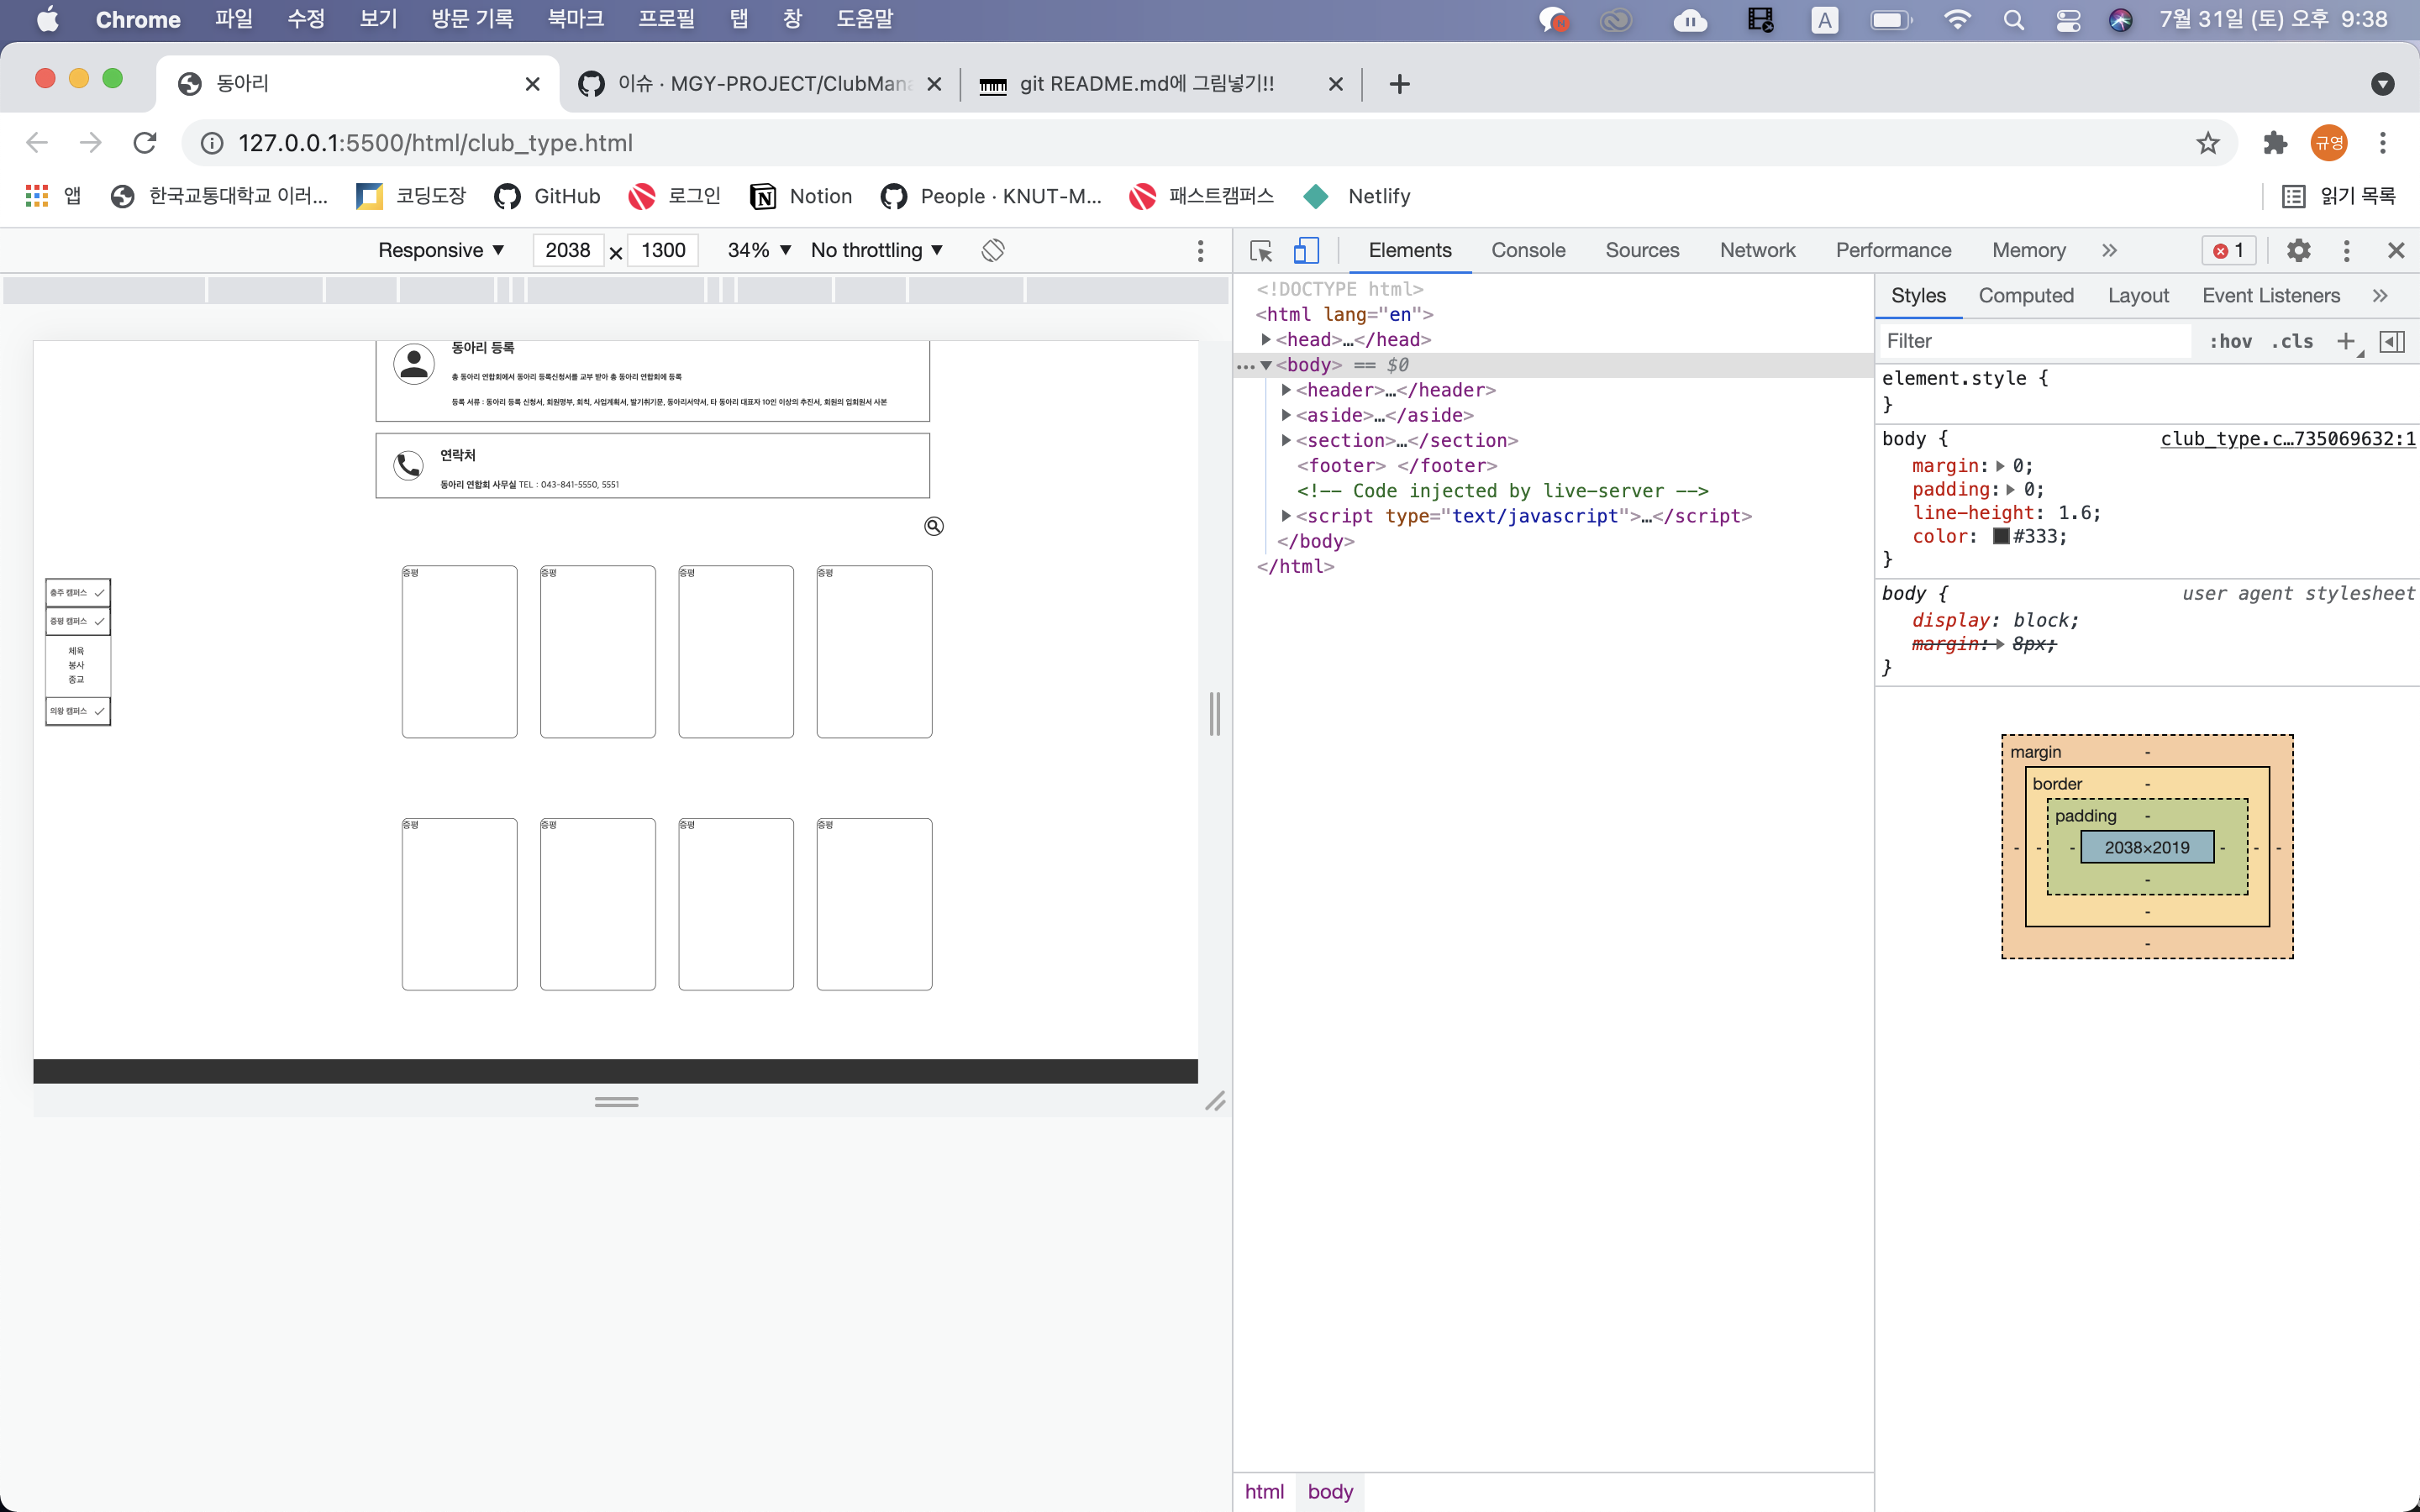 Chrome 파일 수정 보기 방문 기록 북마크 프로필 탭 창 도움말 A 7월 31일 (토) 오후 9:38
동아리 이슈 · MGY-PROJECT/ClubMana git README.md에 그림넣기!!
127.0.0.1:5500/html/club_type.html 규영
앱 한국교통대학교 이러... 코딩도장 GitHub 로그인 Notion People · KNUT-M... 패스트캠퍼스 Netlify 읽기 목록
Responsive ▼ 2038 × 1300 34% ▼ No throttling ▼
동아리 등록
총 동아리 연합회에서 동아리 등록신청서를 교부 받아 총 동아리 연합회에 등록
등록 서류 : 동아리 등록 신청서, 회원명부, 회칙, 사업계획서, 발기취기문, 동아리서약서, 타 동아리 대표자 10인 이상의 추진서, 회원의 입회원서 사본
연락처
동아리 연합회 사무실 TEL : 043-841-5550, 5551
충주 캠퍼스
증평 캠퍼스
체육
봉사
종교
의왕 캠퍼스
증평 증평 증평 증평
증평 증평 증평 증평
Elements Console Sources Network Performance Memory » 1
<!DOCTYPE html>
<html lang="en">
<head>…</head>
<body> == $0
<header>…</header>
<aside>…</aside>
<section>…</section>
<footer> </footer>
<!-- Code injected by live-server -->
<script type="text/javascript">…</script>
</body>
</html>
html body
Styles Computed Layout Event Listeners »
Filter :hov .cls +
element.style {
}
body { club_type.c…735069632:1
margin: 0;
padding: 0;
line-height: 1.6;
color: #333;
}
body { user agent stylesheet
display: block;
margin: 8px;
}
margin -
border -
padding -
- - - 2038×2019 - - -
-
-
-